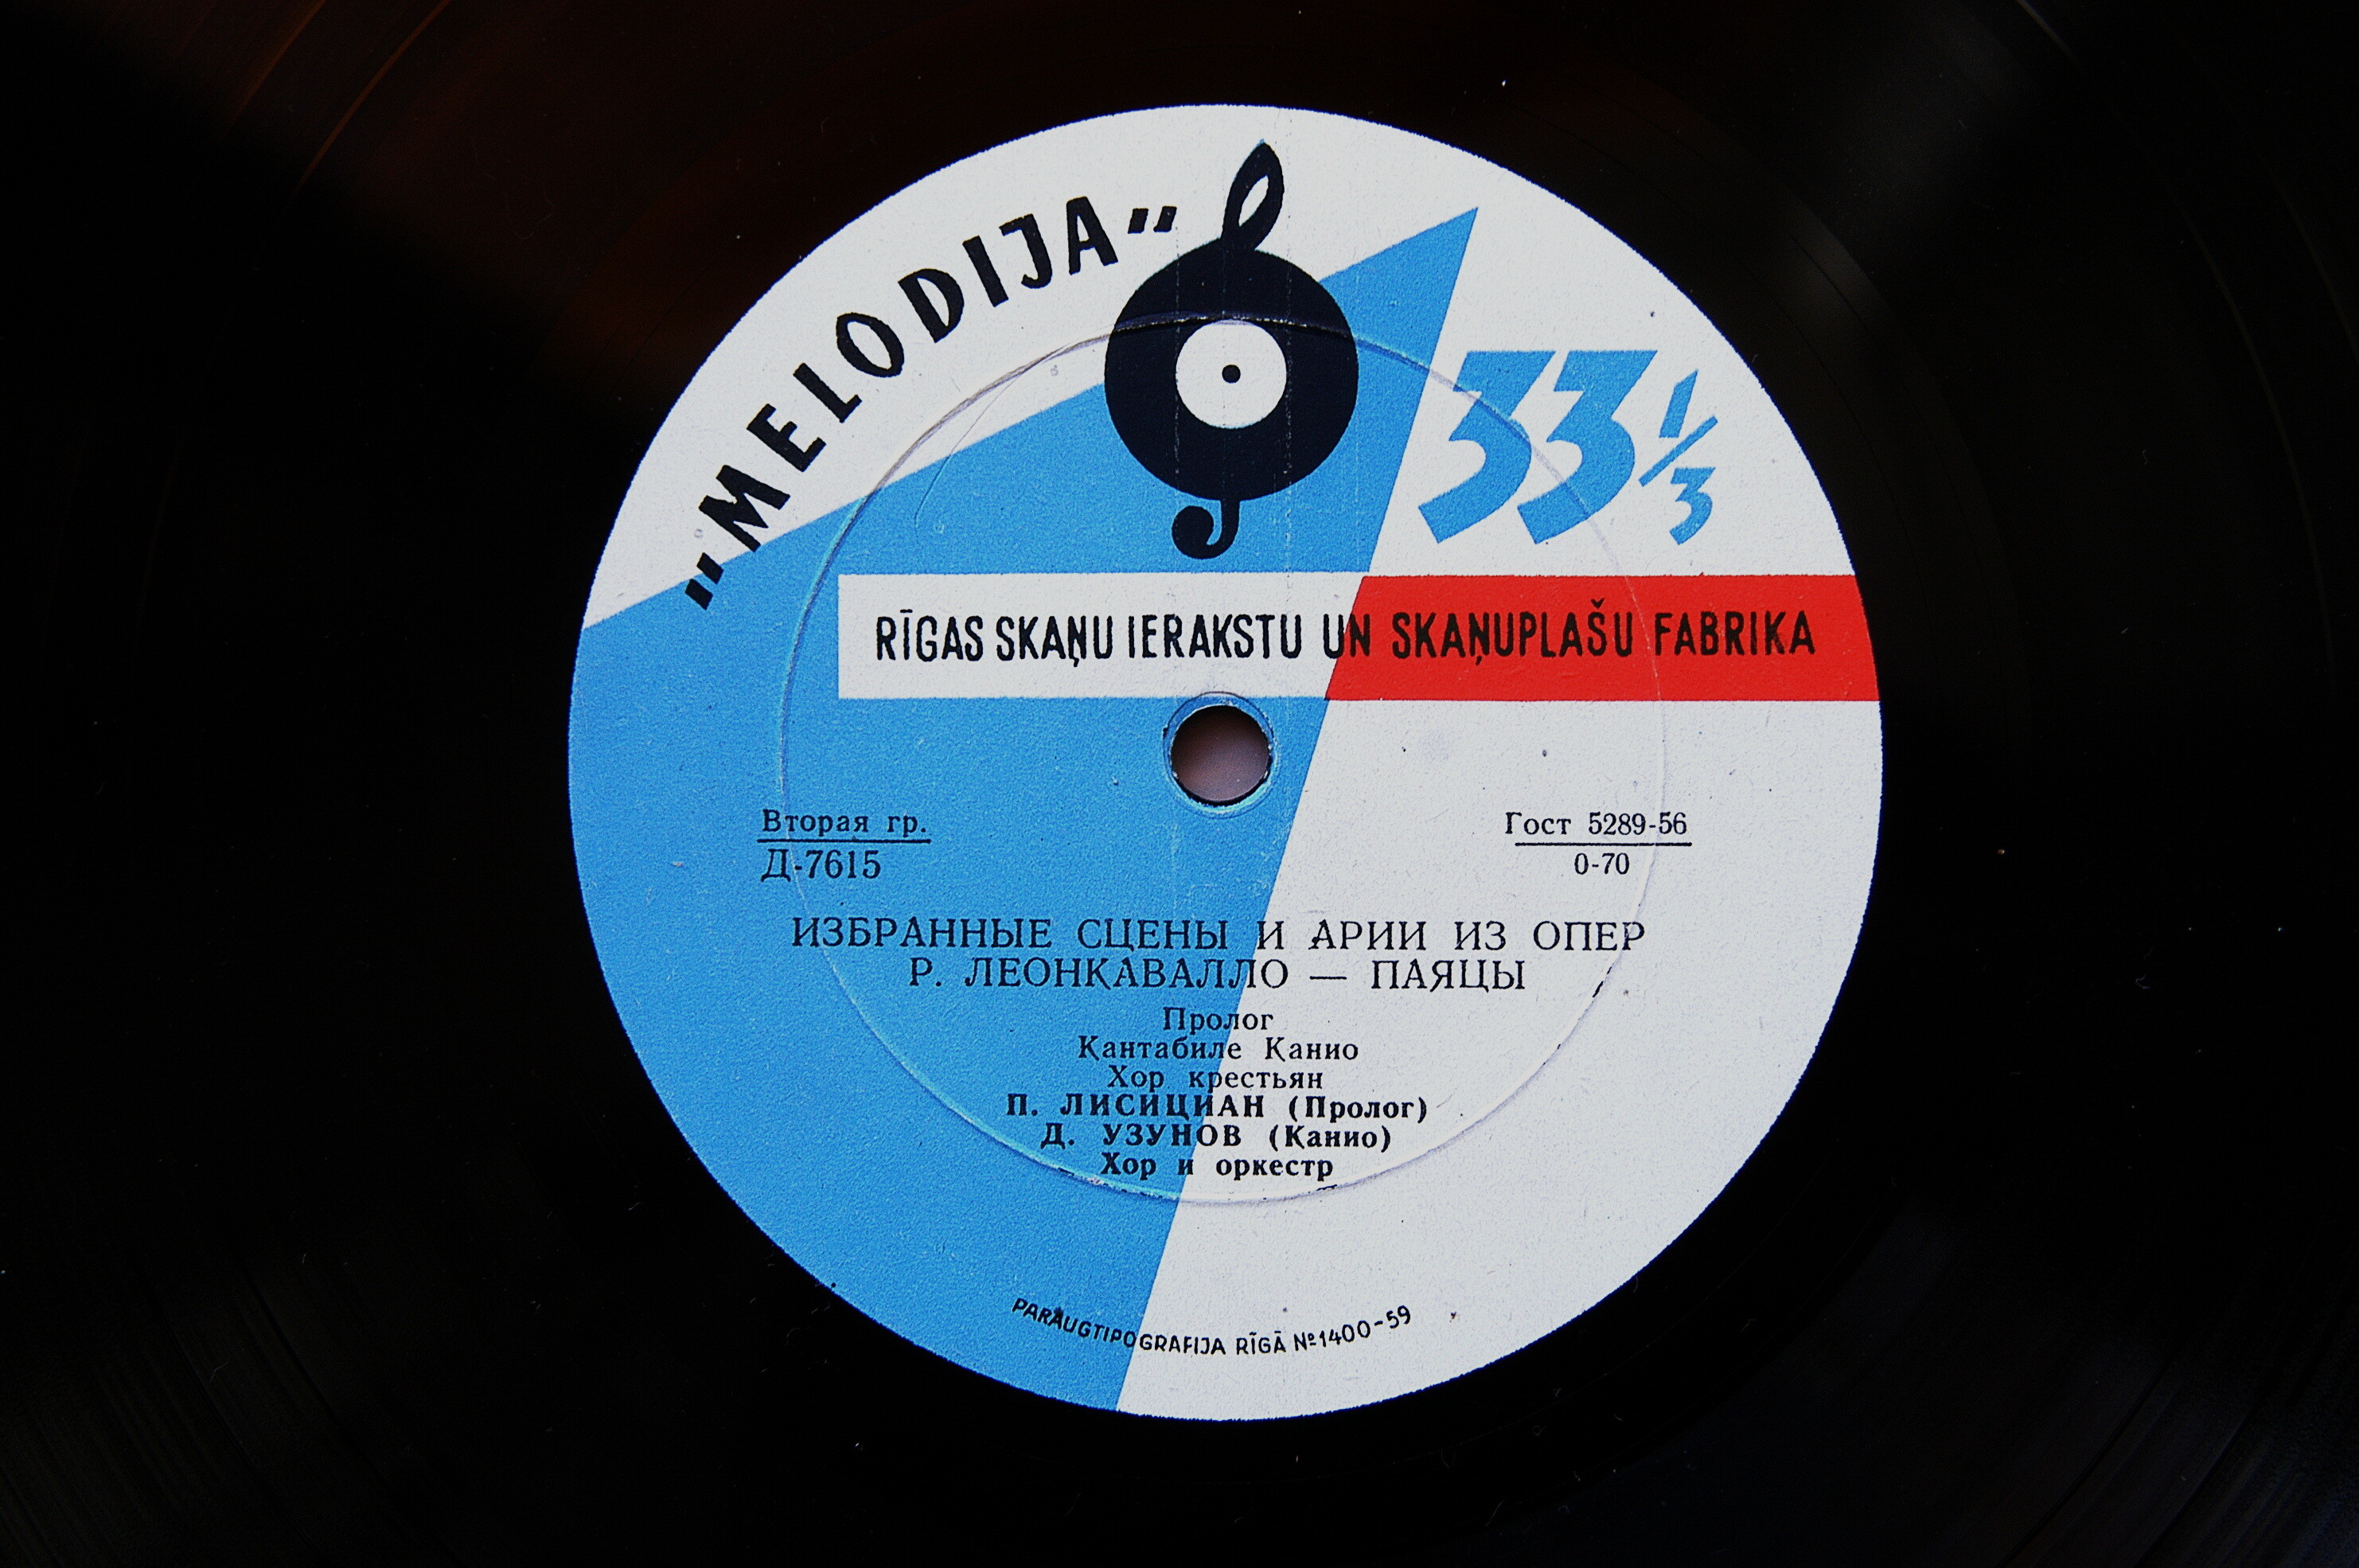 „MELODIJA”
33 1/3
RĪGAS SKAŅU IERAKSTU UN SKAŅUPLAŠU FABRIKA
Вторая гр.
Д-7615
Гост 5289-56
0-70
ИЗБРАННЫЕ СЦЕНЫ И АРИИ ИЗ ОПЕР
Р. ЛЕОНКАВАЛЛО — ПАЯЦЫ
Пролог
Кантабиле Канио
Хор крестьян
П. ЛИСИЦИАН (Пролог)
Д. УЗУНОВ (Канио)
Хор и оркестр
PARAUGTIPOGRAFIJA RĪGĀ №1400-59